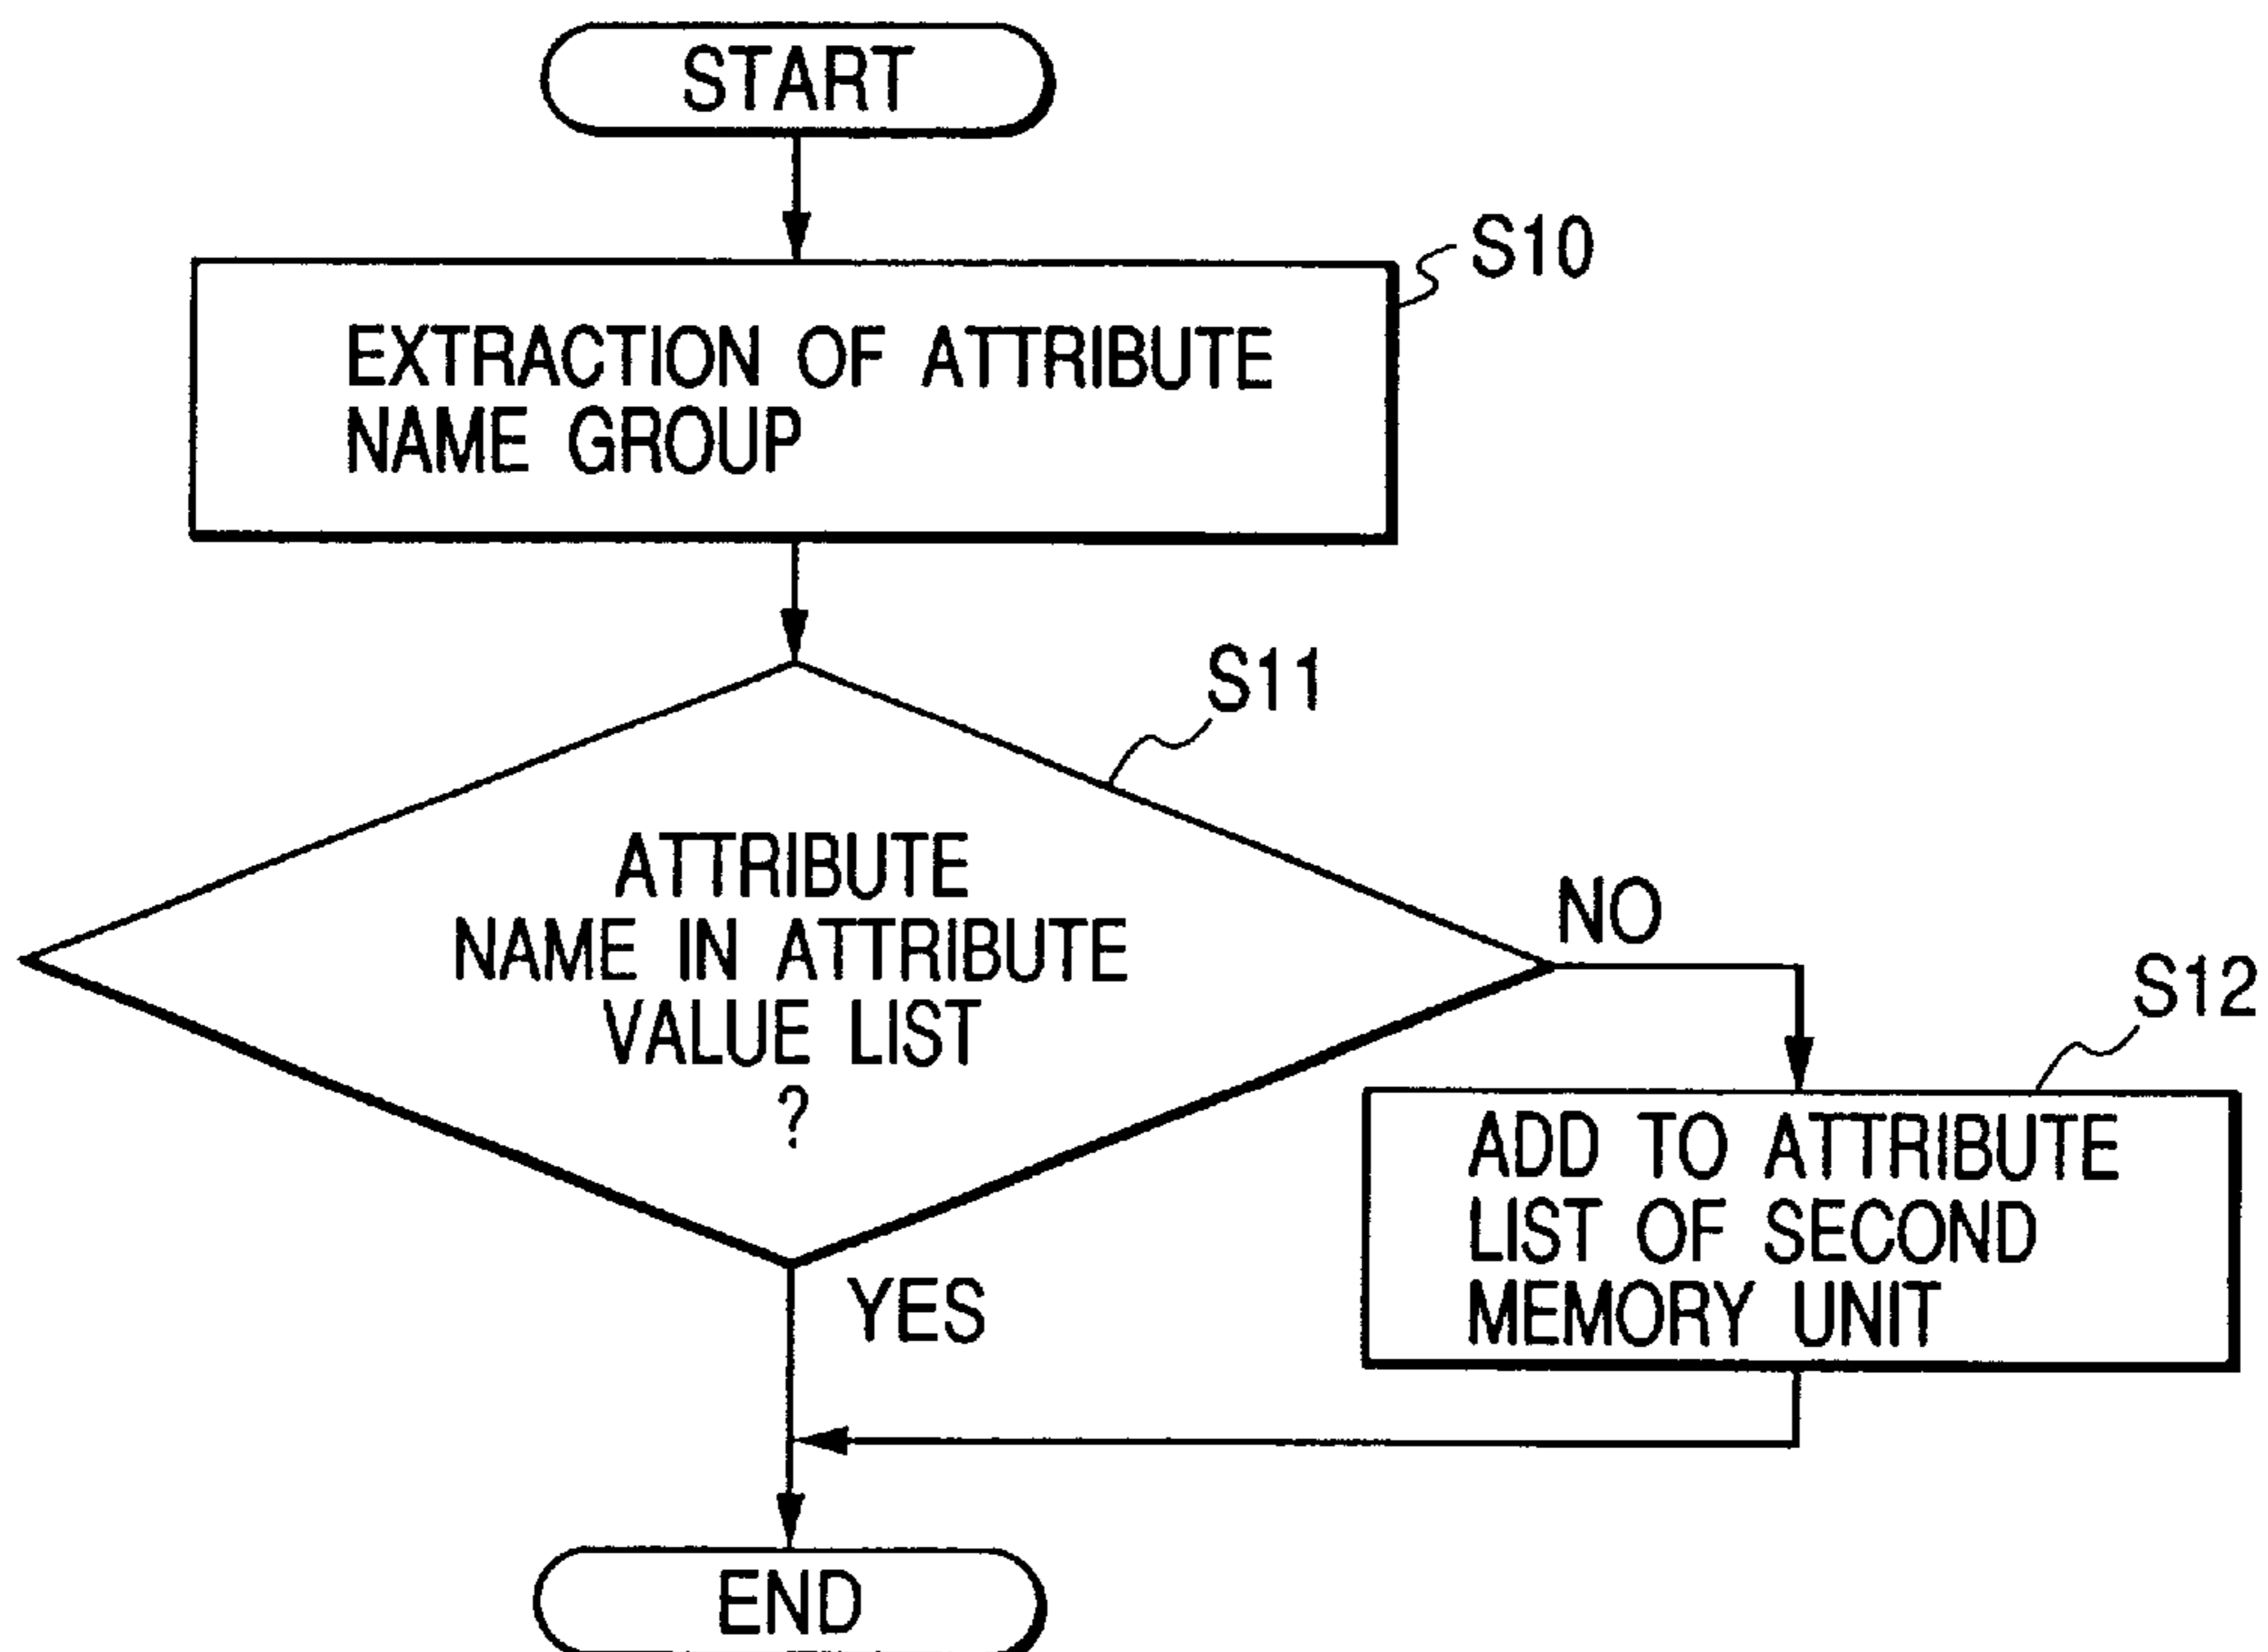 START
S10
EXTRACTION OF ATTRIBUTE
NAME GROUP
S11
ATTRIBUTE
NAME IN ATTRIBUTE
VALUE LIST
?
NO
S12
ADD TO ATTRIBUTE
LIST OF SECOND
MEMORY UNIT
YES
END